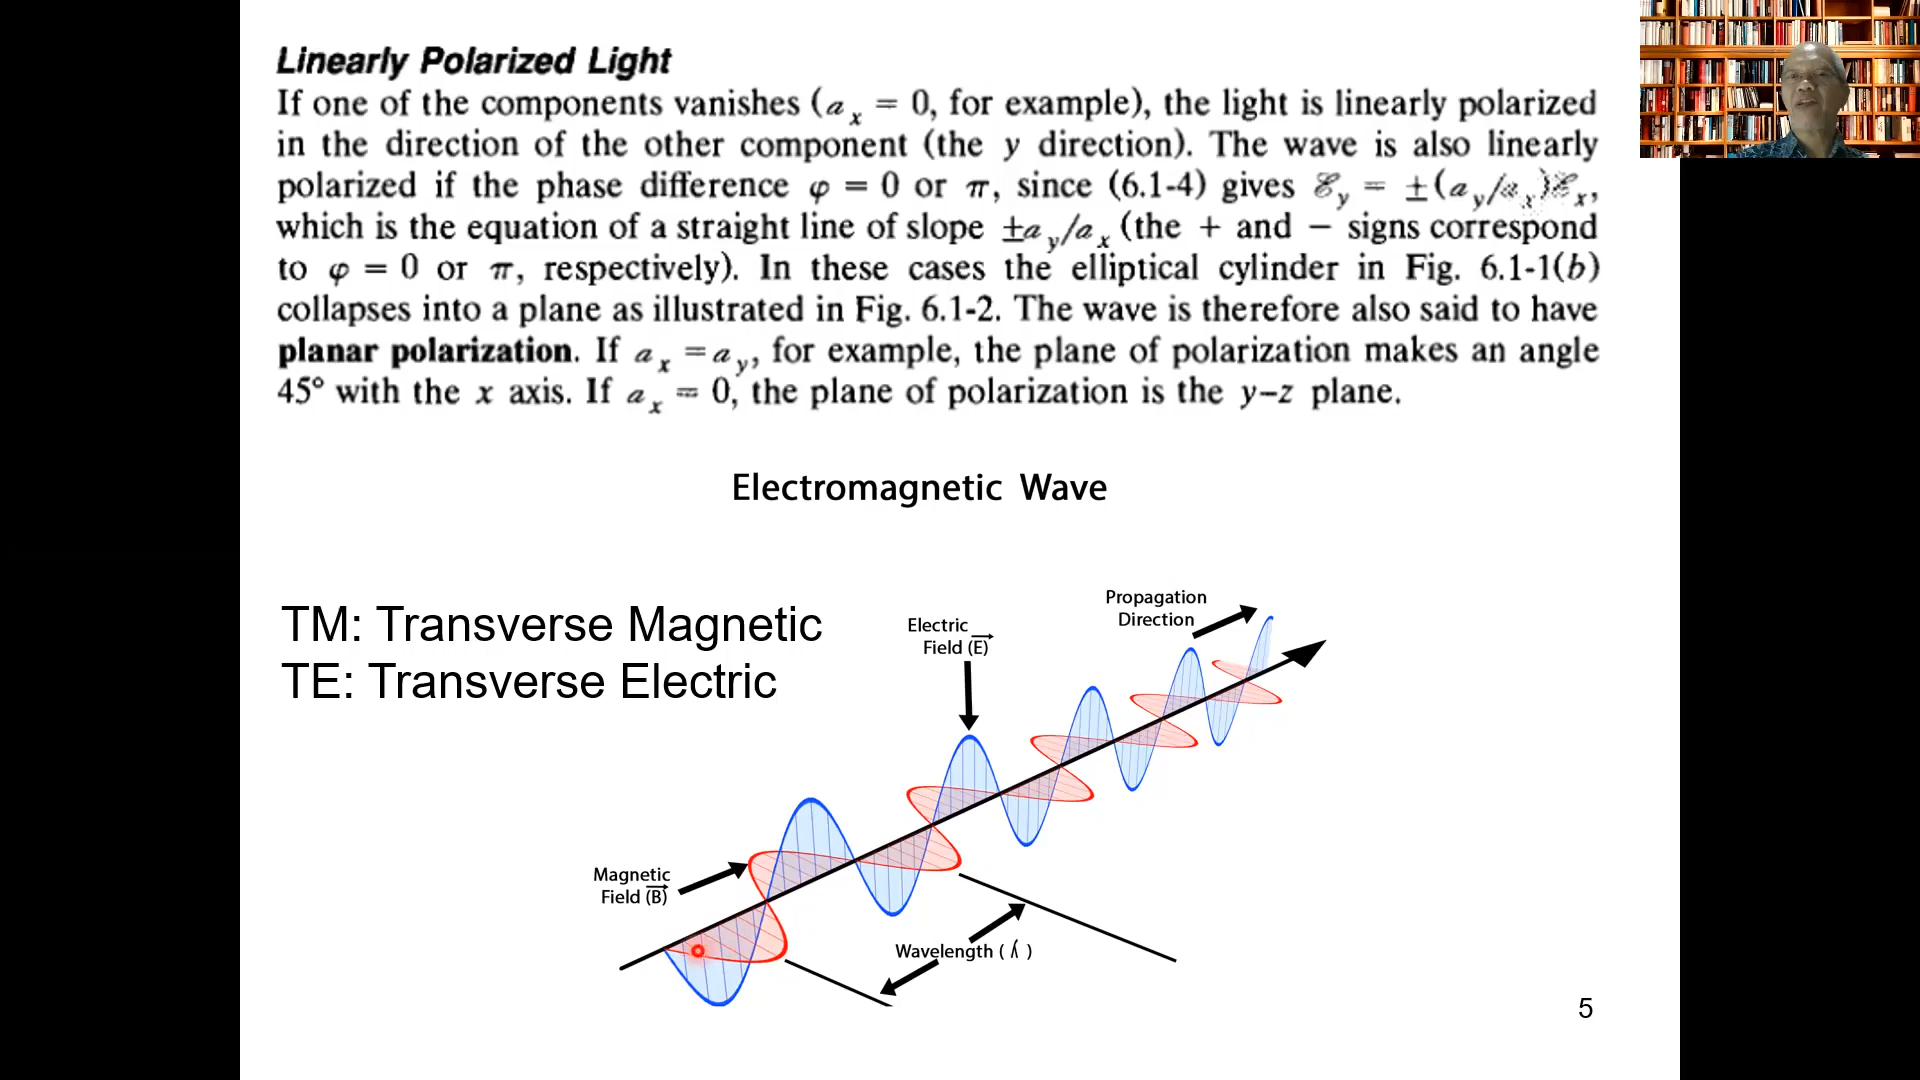 Linearly Polarized Light
If one of the components vanishes (a_x = 0, for example), the light is linearly polarized
in the direction of the other component (the y direction). The wave is also linearly
polarized if the phase difference φ = 0 or π, since (6.1-4) gives ℰ_y = ±(a_y/a_x)ℰ_x,
which is the equation of a straight line of slope ±a_y/a_x (the + and − signs correspond
to φ = 0 or π, respectively). In these cases the elliptical cylinder in Fig. 6.1-1(b)
collapses into a plane as illustrated in Fig. 6.1-2. The wave is therefore also said to have
planar polarization. If a_x = a_y, for example, the plane of polarization makes an angle
45° with the x axis. If a_x = 0, the plane of polarization is the y–z plane.
Electromagnetic Wave
TM: Transverse Magnetic
TE: Transverse Electric
Electric
Field (E)
Propagation
Direction
Magnetic
Field (B)
Wavelength ( λ )
5